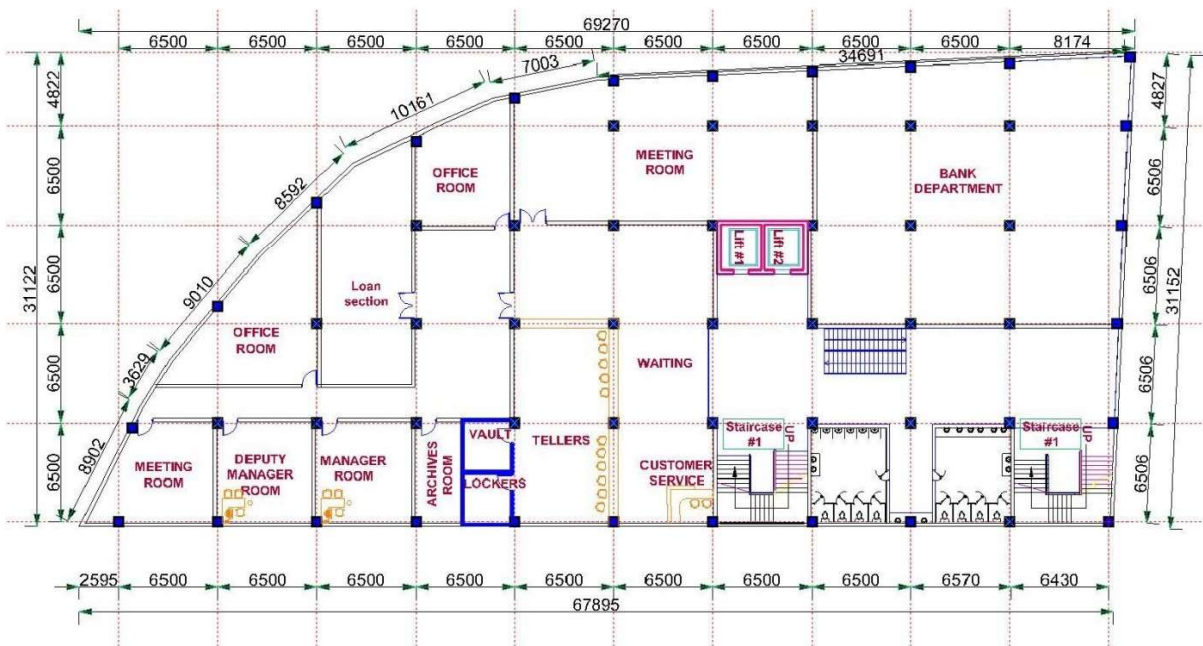 69270
6500 6500 6500 6500 6500 6500 6500 6500 6500 8174
7003
34691
10161
8592
9010
3629
8902
4822
6500
6500
6500
6500
31122
4827
6506
6506
6506
6506
31152
OFFICE
ROOM
MEETING
ROOM
BANK
DEPARTMENT
Lift #1
Lift #2
Loan
section
OFFICE
ROOM
WAITING
MEETING
ROOM
DEPUTY
MANAGER
ROOM
MANAGER
ROOM
ARCHIVES
ROOM
VAULT
LOCKERS
TELLERS
CUSTOMER
SERVICE
Staircase
#1
UP
Staircase
#1
UP
2595 6500 6500 6500 6500 6500 6500 6500 6500 6570 6430
67895